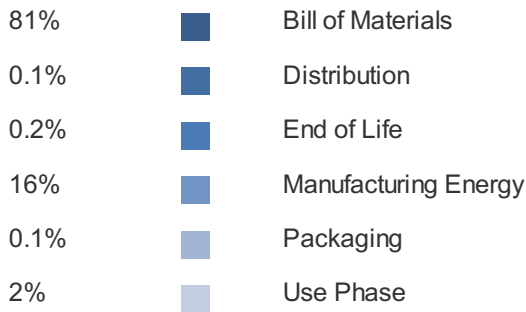 81% Bill of Materials
0.1% Distribution
0.2% End of Life
16% Manufacturing Energy
0.1% Packaging
2% Use Phase